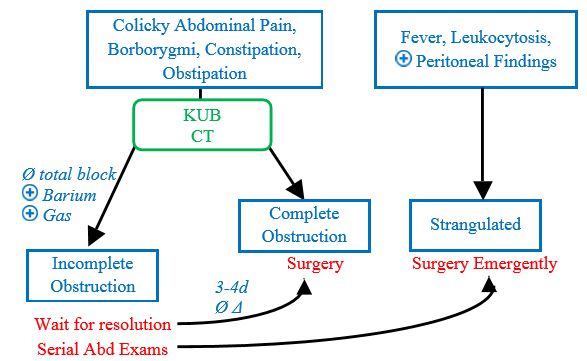 Colicky Abdominal Pain,
Borborygmi, Constipation,
Obstipation
Fever, Leukocytosis,
⊕ Peritoneal Findings
KUB
CT
Ø total block
⊕ Barium
⊕ Gas
Complete
Obstruction
Surgery
Strangulated
Surgery Emergently
Incomplete
Obstruction
3-4d
Ø Δ
Wait for resolution
Serial Abd Exams